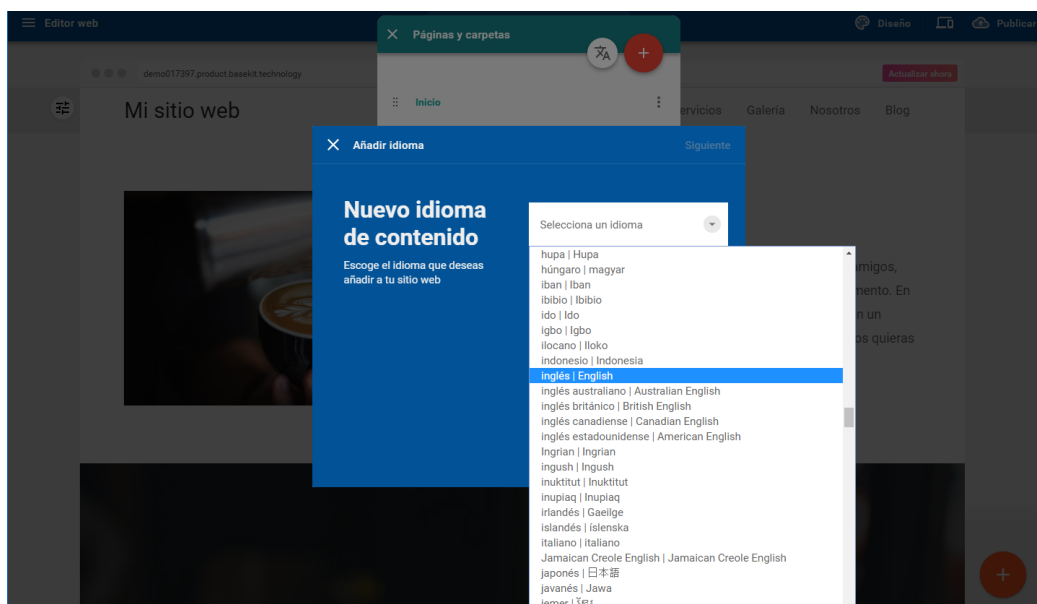 Editor web
Diseño
Publicar
Páginas y carpetas
demo017397.product.basekit.technology
Actualizar ahora
Mi sitio web
Inicio
ervicios
Galeria
Nosotros
Blog
Añadir idioma
Siguiente
Nuevo idioma
de contenido
Escoge el idioma que deseas
añadir a tu sitio web
Selecciona un idioma
hupa | Hupa
húngaro | magyar
iban | Iban
ibibio | Ibibio
ido | Ido
igbo | Igbo
ilocano | Iloko
indonesio | Indonesia
inglés | English
inglés australiano | Australian English
inglés británico | British English
inglés canadiense | Canadian English
inglés estadounidense | American English
Ingrian | Ingrian
ingush | Ingush
inuktitut | Inuktitut
inupiaq | Inupiaq
irlandés | Gaeilge
islandés | íslenska
italiano | italiano
Jamaican Creole English | Jamaican Creole English
japonés | 日本語
javanés | Jawa
jemer |
migos,
mento. En
n un
os quieras